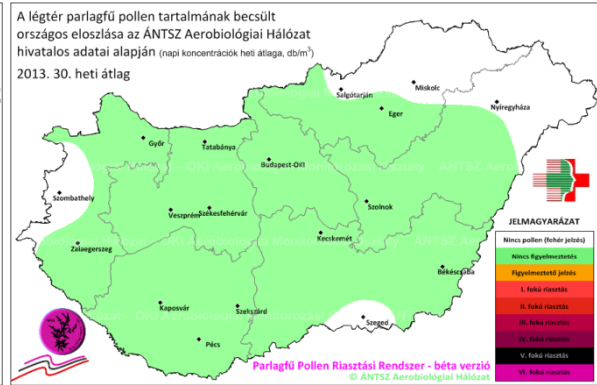 A légtér parlagfű pollen tartalmának becsült
országos eloszlása az ÁNTSZ Aerobiológiai Hálózat
hivatalos adatai alapján (napi koncentrációk heti átlaga, db/m³)
2013. 30. heti átlag
Salgótarján
Miskolc
Nyíregyháza
Eger
Győr
Tatabánya
Budapest-OKI
Szombathely
Veszprém
Székesfehérvár
Szolnok
Zalaegerszeg
Kecskemét
Békéscsaba
Kaposvár
Szekszárd
Szeged
Pécs
JELMAGYARÁZAT
Nincs pollen (fehér jelzés)
Nincs figyelmeztetés
Figyelmeztető jelzés
I. fokú riasztás
II. fokú riasztás
III. fokú riasztás
IV. fokú riasztás
V. fokú riasztás
VI. fokú riasztás
Parlagfű Pollen Riasztási Rendszer - béta verzió
© ÁNTSZ Aerobiológiai Hálózat